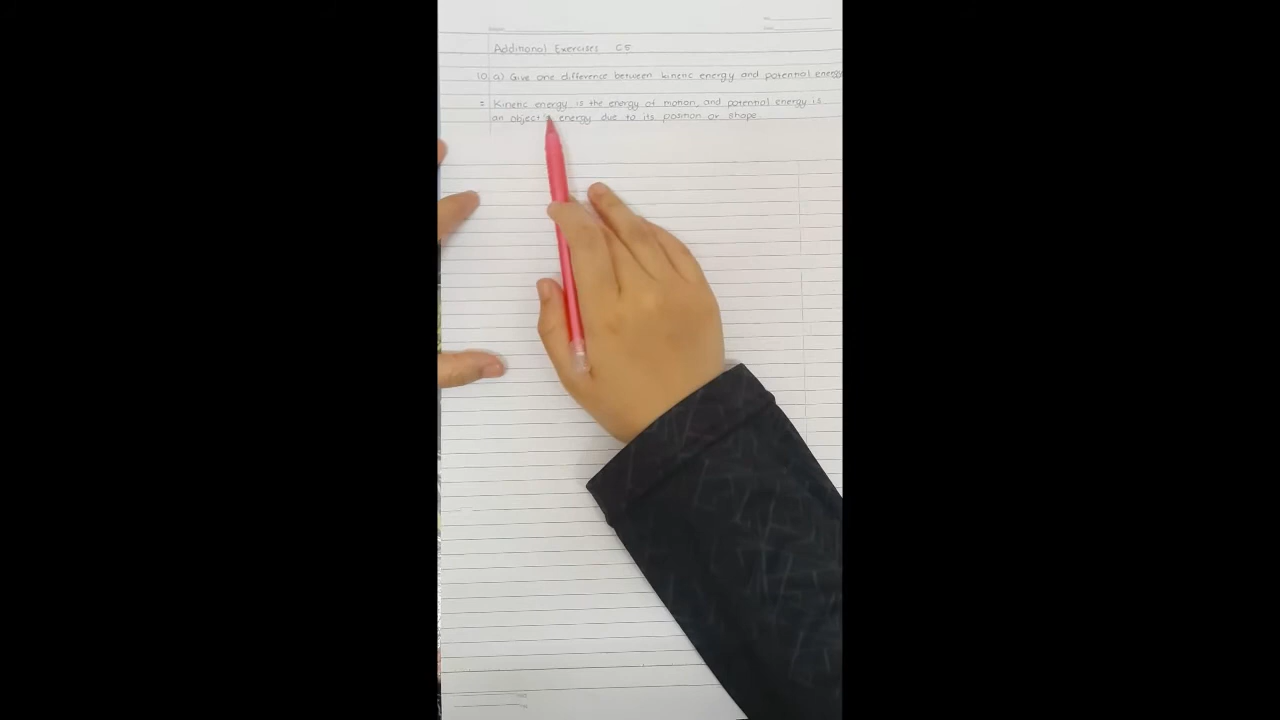 Additional Exercises C5
10. a) Give one difference between kinetic energy and potential energy
= Kinetic energy is the energy of motion, and potential energy is
an object's energy due to its position or shape.